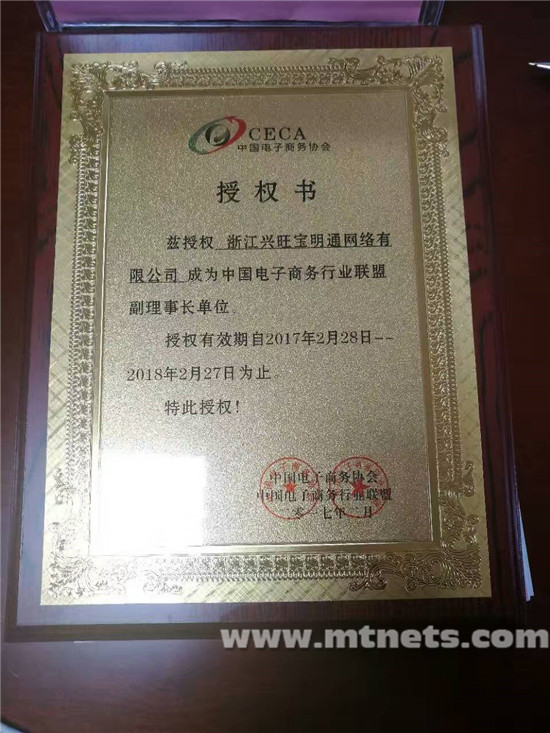 CECA
中国电子商务协会
授权书
兹授权 浙江兴旺宝明通网络有
限公司 成为中国电子商务行业联盟
副理事长单位。
授权有效期自2017年2月28日--
2018年2月27日为止。
特此授权！
中国电子商务协会
中国电子商务行业联盟
零一七年 月
www.mtnets.com